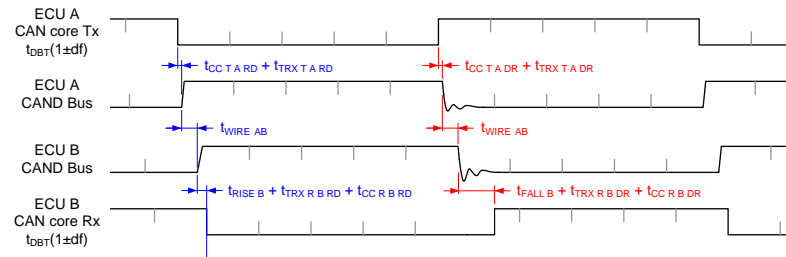 ECU A
CAN core Tx
tDBT(1±df)
tCC T A RD + tTRX T A RD
tCC T A DR + tTRX T A DR
ECU A
CAND Bus
tWIRE AB
tWIRE AB
ECU B
CAND Bus
tRISE B + tTRX R B RD + tCC R B RD
tFALL B + tTRX R B DR + tCC R B DR
ECU B
CAN core Rx
tDBT(1±df)